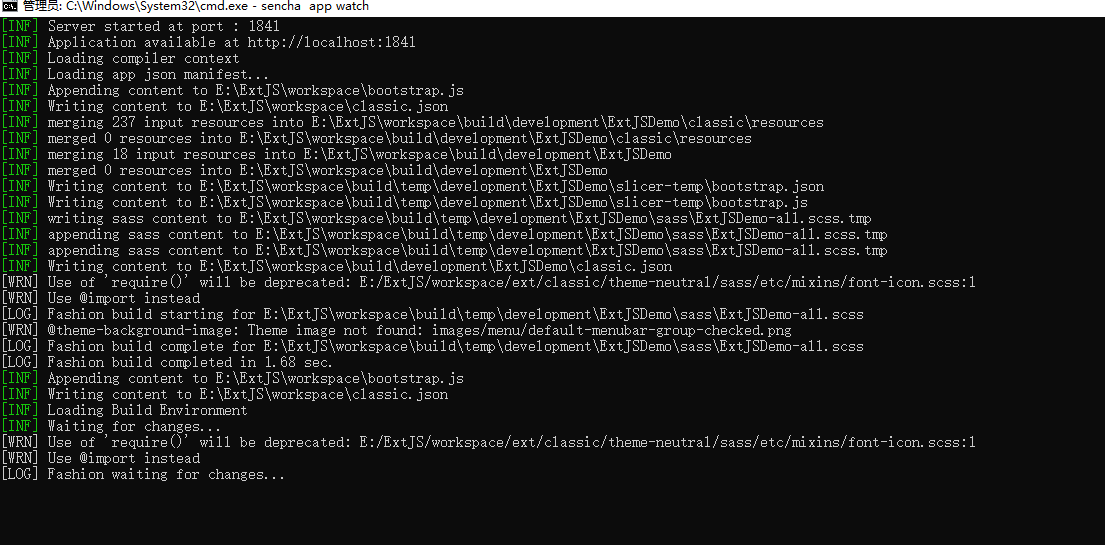 管理员: C:\Windows\System32\cmd.exe - sencha  app watch
[INF] Server started at port : 1841
[INF] Application available at http://localhost:1841
[INF] Loading compiler context
[INF] Loading app json manifest...
[INF] Appending content to E:\ExtJS\workspace\bootstrap.js
[INF] Writing content to E:\ExtJS\workspace\classic.json
[INF] merging 237 input resources into E:\ExtJS\workspace\build\development\ExtJSDemo\classic\resources
[INF] merged 0 resources into E:\ExtJS\workspace\build\development\ExtJSDemo\classic\resources
[INF] merging 18 input resources into E:\ExtJS\workspace\build\development\ExtJSDemo
[INF] merged 0 resources into E:\ExtJS\workspace\build\development\ExtJSDemo
[INF] Writing content to E:\ExtJS\workspace\build\temp\development\ExtJSDemo\slicer-temp\bootstrap.json
[INF] Writing content to E:\ExtJS\workspace\build\temp\development\ExtJSDemo\slicer-temp\bootstrap.js
[INF] writing sass content to E:\ExtJS\workspace\build\temp\development\ExtJSDemo\sass\ExtJSDemo-all.scss.tmp
[INF] appending sass content to E:\ExtJS\workspace\build\temp\development\ExtJSDemo\sass\ExtJSDemo-all.scss.tmp
[INF] appending sass content to E:\ExtJS\workspace\build\temp\development\ExtJSDemo\sass\ExtJSDemo-all.scss.tmp
[INF] Writing content to E:\ExtJS\workspace\build\development\ExtJSDemo\classic.json
[WRN] Use of 'require()' will be deprecated: E:/ExtJS/workspace/ext/classic/theme-neutral/sass/etc/mixins/font-icon.scss:1
[WRN] Use @import instead
[LOG] Fashion build starting for E:\ExtJS\workspace\build\temp\development\ExtJSDemo\sass\ExtJSDemo-all.scss
[WRN] @theme-background-image: Theme image not found: images/menu/default-menubar-group-checked.png
[LOG] Fashion build complete for E:\ExtJS\workspace\build\temp\development\ExtJSDemo\sass\ExtJSDemo-all.scss
[LOG] Fashion build completed in 1.68 sec.
[INF] Appending content to E:\ExtJS\workspace\bootstrap.js
[INF] Writing content to E:\ExtJS\workspace\classic.json
[INF] Loading Build Environment
[INF] Waiting for changes...
[WRN] Use of 'require()' will be deprecated: E:/ExtJS/workspace/ext/classic/theme-neutral/sass/etc/mixins/font-icon.scss:1
[WRN] Use @import instead
[LOG] Fashion waiting for changes...